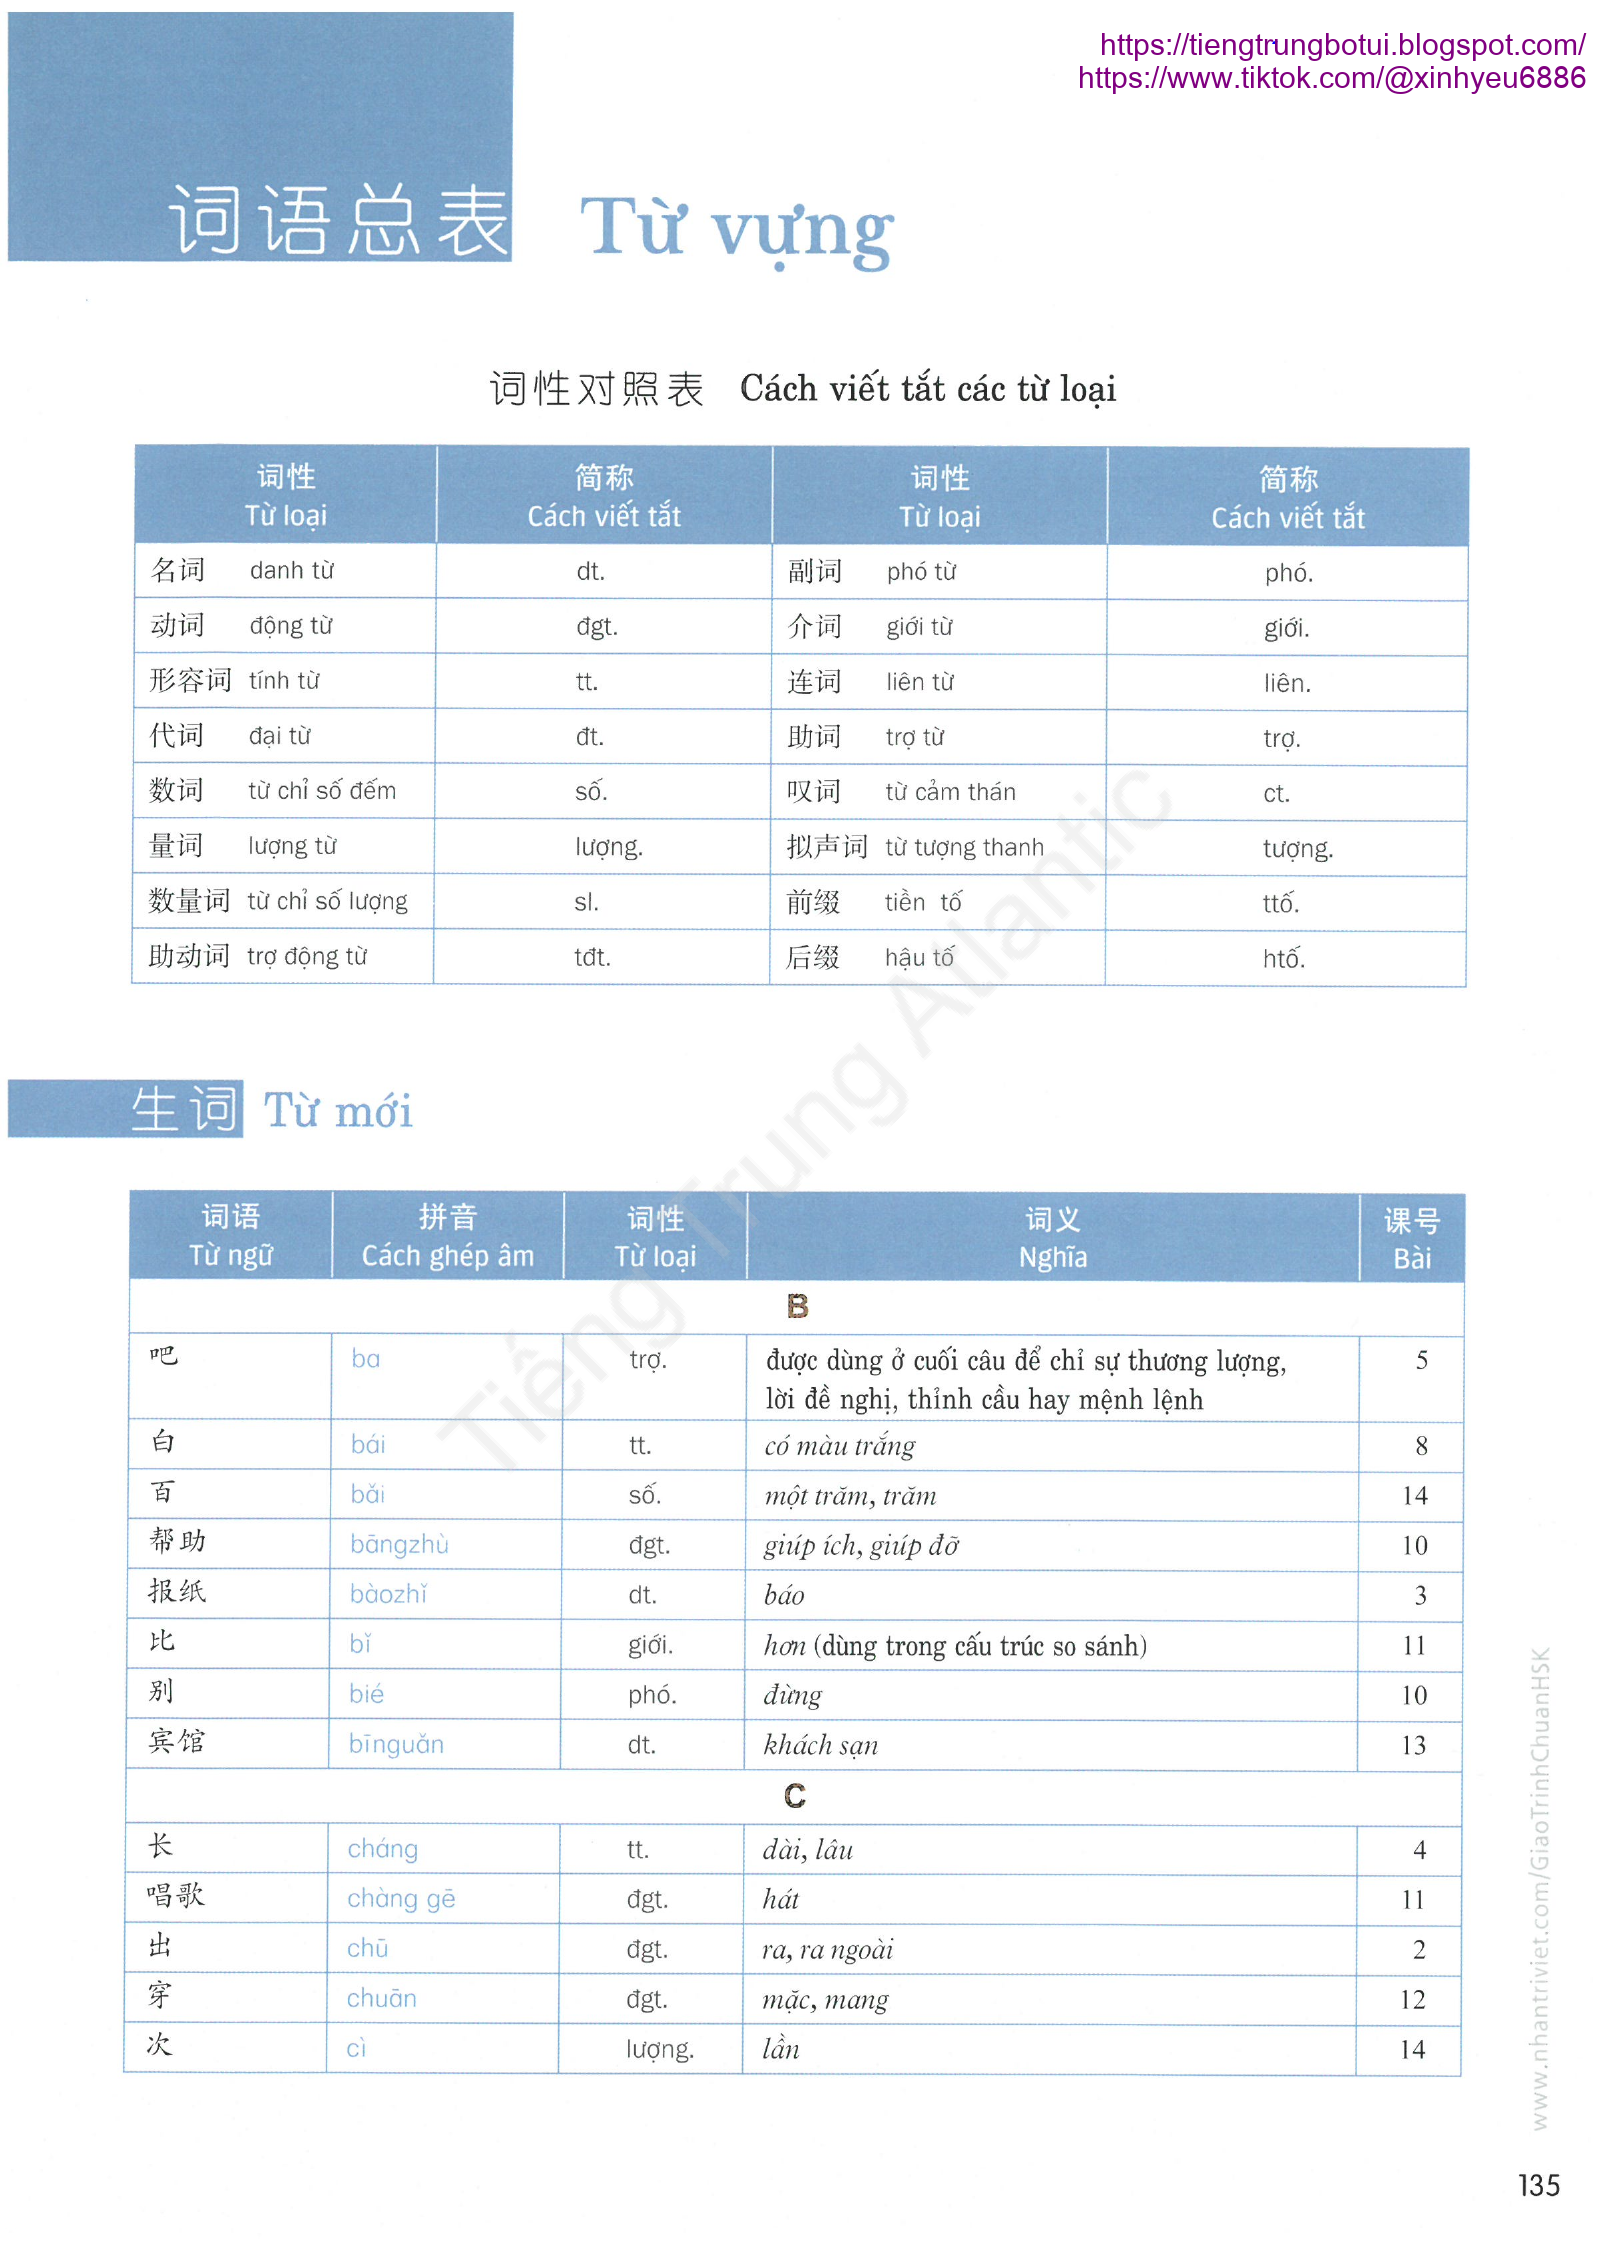 https://tiengtrungbotui.blogspot.com/
https://www.tiktok.com/@xinhyeu6886
词语总表 Từ vựng
词性对照表 Cách viết tắt các từ loại
词性 简称 词性 简称
Từ loại Cách viết tắt Từ loại Cách viết tắt
名词 danh từ dt. 副词 phó từ phó.
动词 động từ đgt. 介词 giới từ giới.
形容词 tính từ tt. 连词 liên từ liên.
代词 đại từ đt. 助词 trợ từ trợ.
数词 từ chỉ số đếm số. 叹词 từ cảm thán ct.
量词 lượng từ lượng. 拟声词 từ tượng thanh tượng.
数量词 từ chỉ số lượng sl. 前缀 tiền tố ttố.
助动词 trợ động từ tđt. 后缀 hậu tố htố.
生词 Từ mới
词语 拼音 词性 词义 课号
Từ ngữ Cách ghép âm Từ loại Nghĩa Bài
B
吧 ba trợ. được dùng ở cuối câu để chỉ sự thương lượng, 5
lời đề nghị, thỉnh cầu hay mệnh lệnh
白 bái tt. có màu trắng 8
百 bǎi số. một trăm, trăm 14
帮助 bāngzhù đgt. giúp ích, giúp đỡ 10
报纸 bàozhǐ dt. báo 3
比 bǐ giới. hơn (dùng trong cấu trúc so sánh) 11
别 bié phó. đừng 10
宾馆 bīnguǎn dt. khách sạn 13
C
长 cháng tt. dài, lâu 4
唱歌 chàng gē đgt. hát 11
出 chū đgt. ra, ra ngoài 2
穿 chuān đgt. mặc, mang 12
次 cì lượng. lần 14
Tiếng Trung Atlantic
www.nhantriviet.com/GiaoTrinhChuanHSK
135